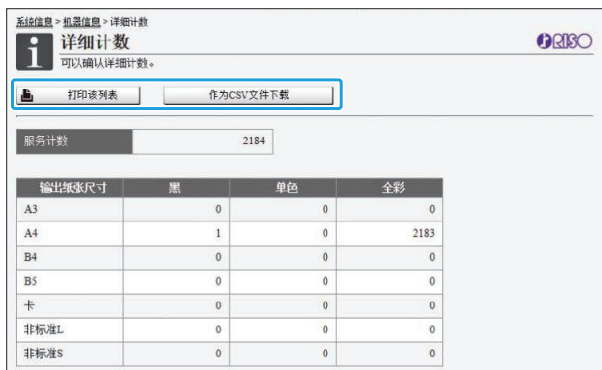 系统信息 > 机器信息 > 详细计数
详细计数
RISO
可以确认详细计数。
打印该列表 作为CSV文件下载
服务计数 2184
输出纸张尺寸 黑 单色 全彩
A3 0 0 0
A4 1 0 2183
B4 0 0 0
B5 0 0 0
卡 0 0 0
非标准L 0 0 0
非标准S 0 0 0